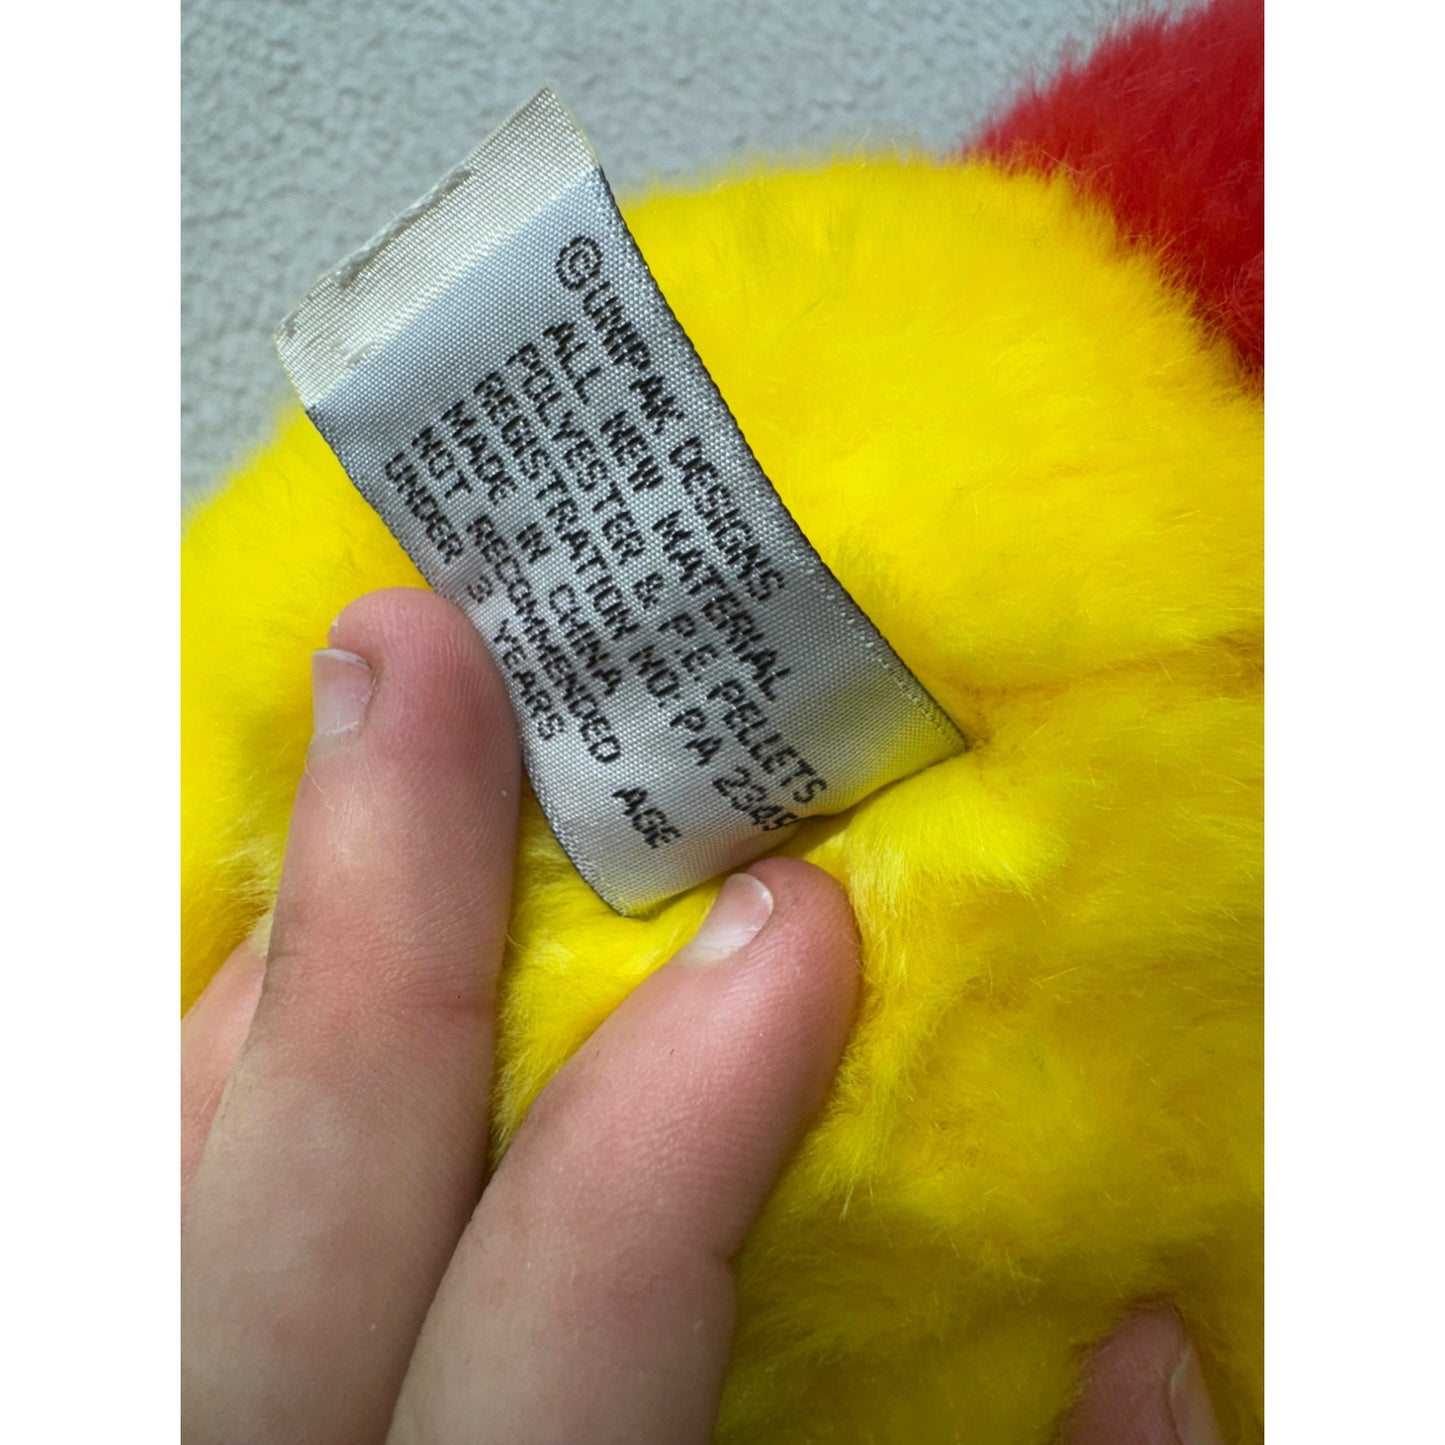 ©UNIPAK DESIGNS
ALL NEW MATERIAL
POLYESTER & P.E PELLETS
REGISTRATION NO: PA 2349
MADE IN CHINA
NOT RECOMMENDED AGE
UNDER 3 YEARS